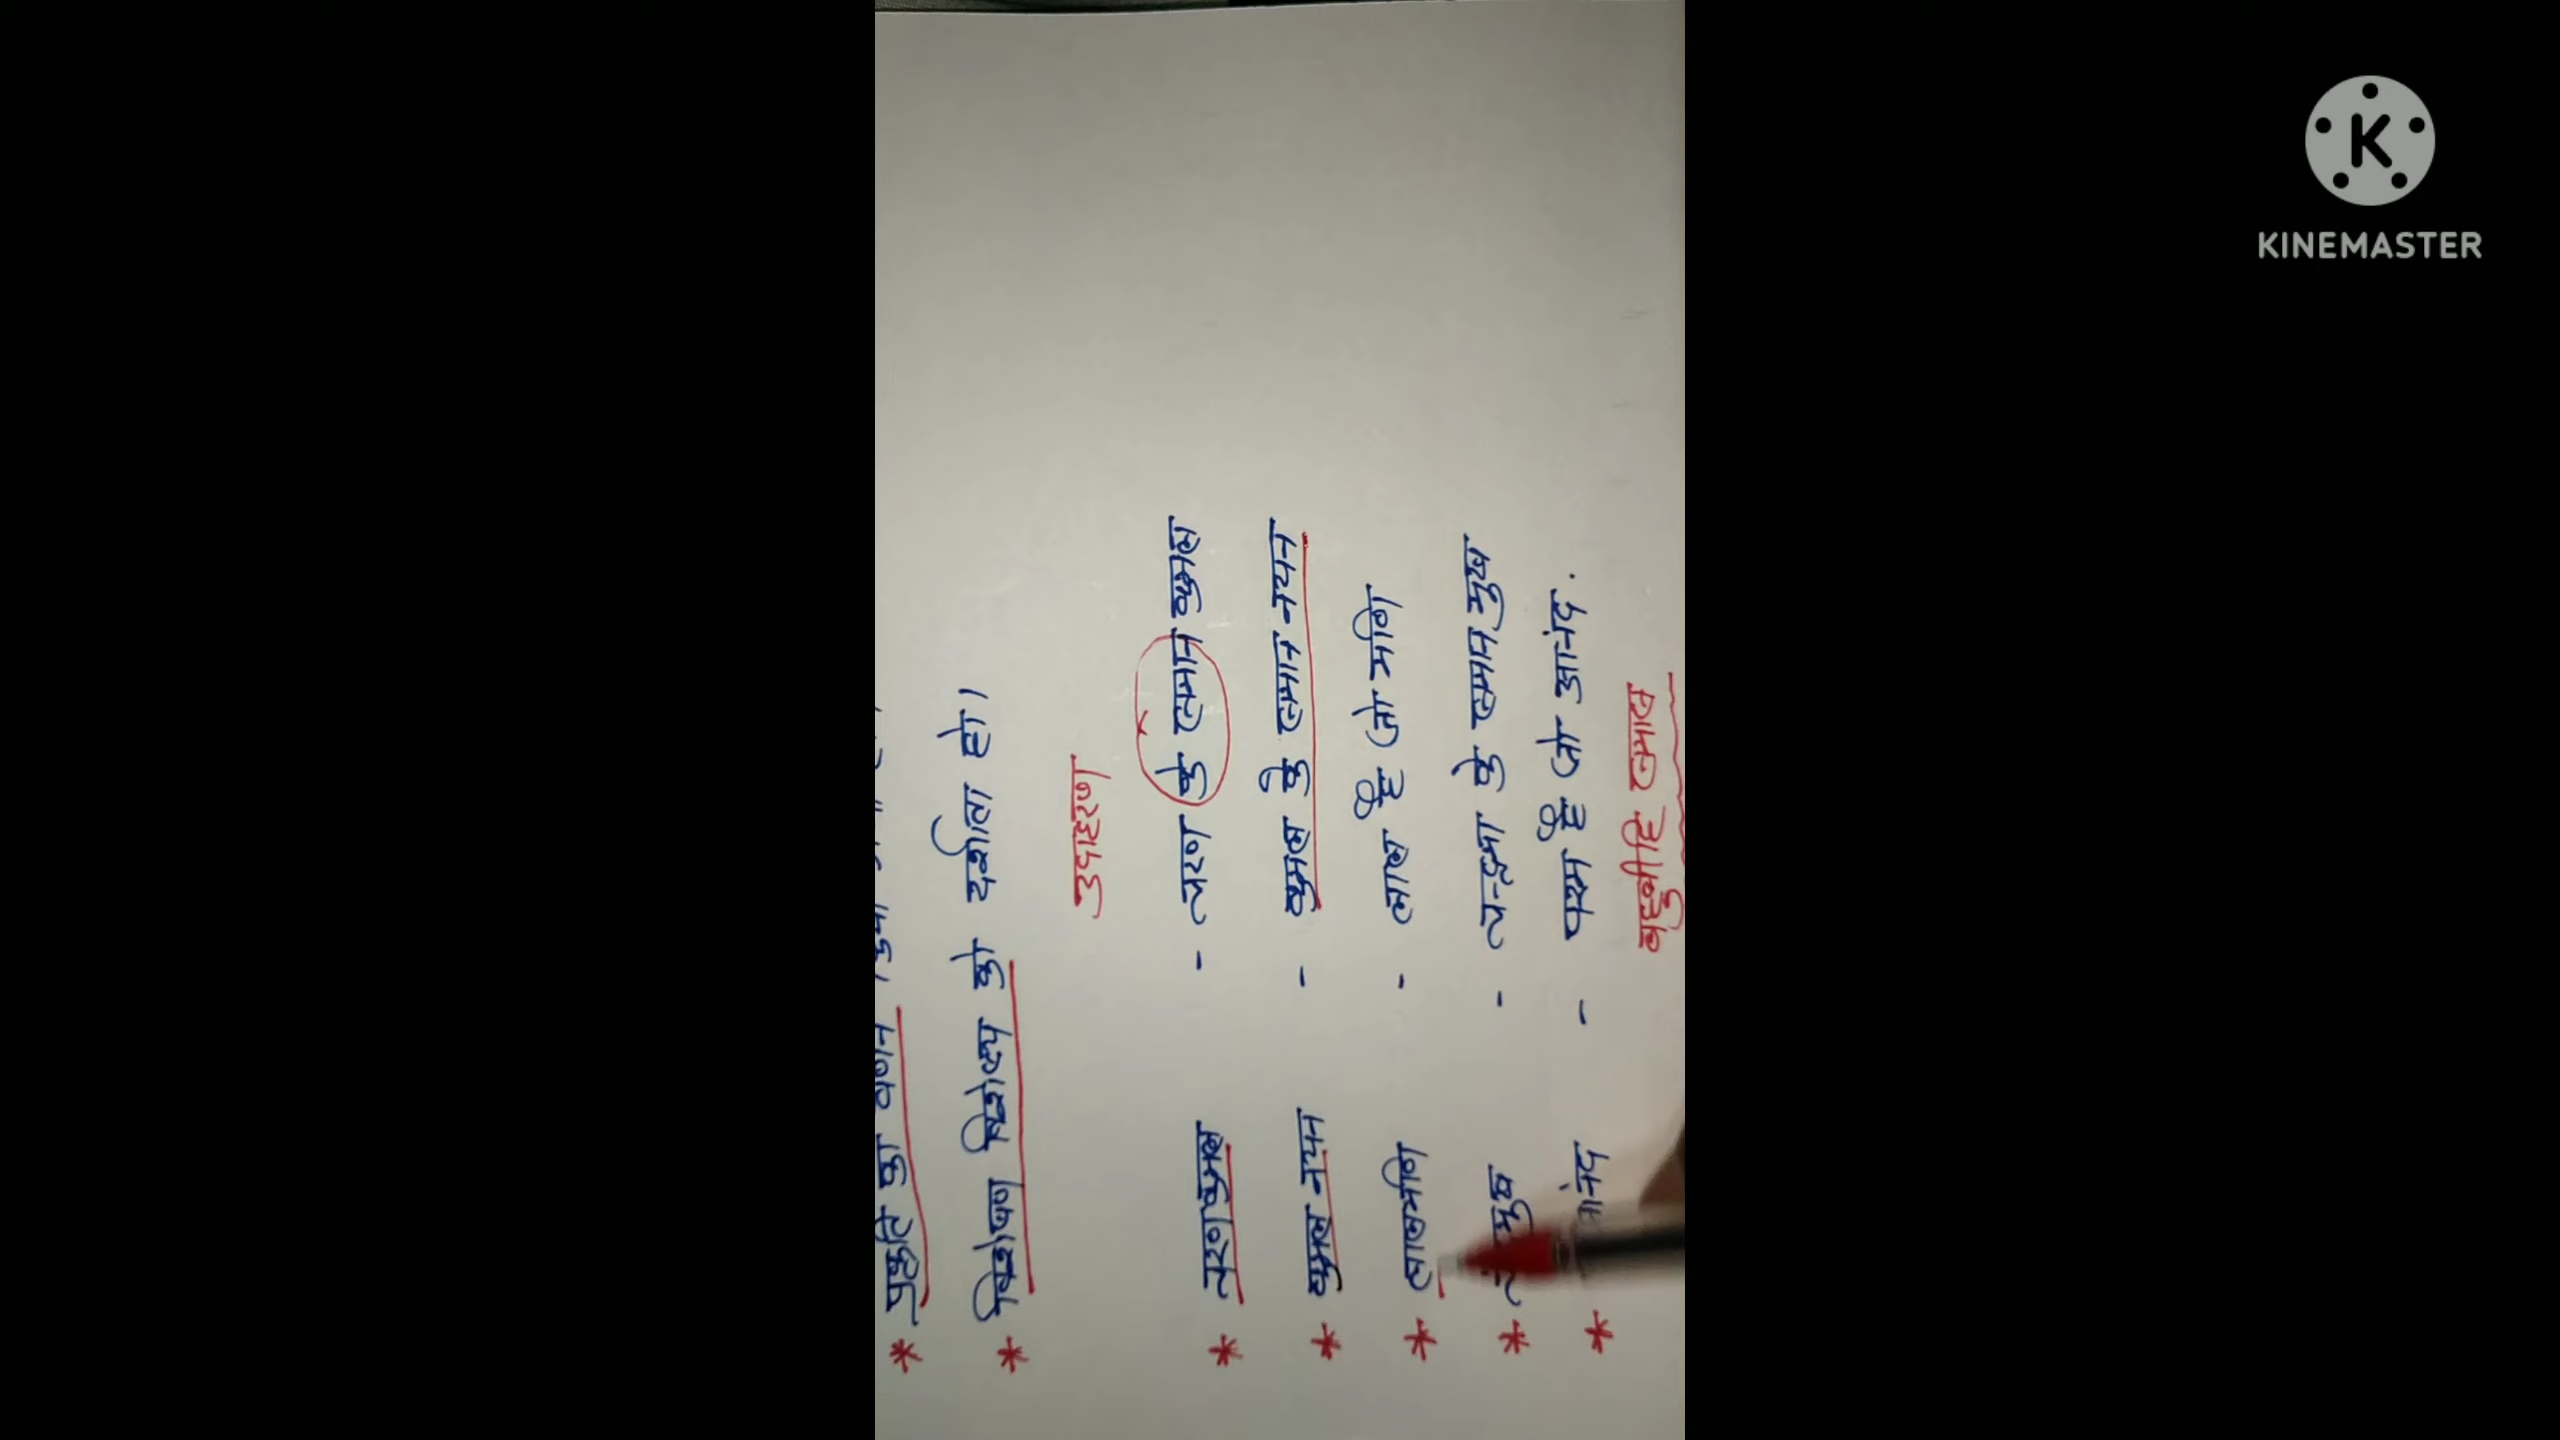 * प्रकृति का वर्णन
* विशेषण विशेष्य को दर्शाता हो।
उदाहरण
* चरणकमल - चरण के समान कमल
* कमल नयन - कमल के समान नयन
* लालमणि - लाल है जो मणि
* - चन्द्रमा के समान मुख
* - परम है जो आनंद.
बहुव्रीहि समास
KINEMASTER